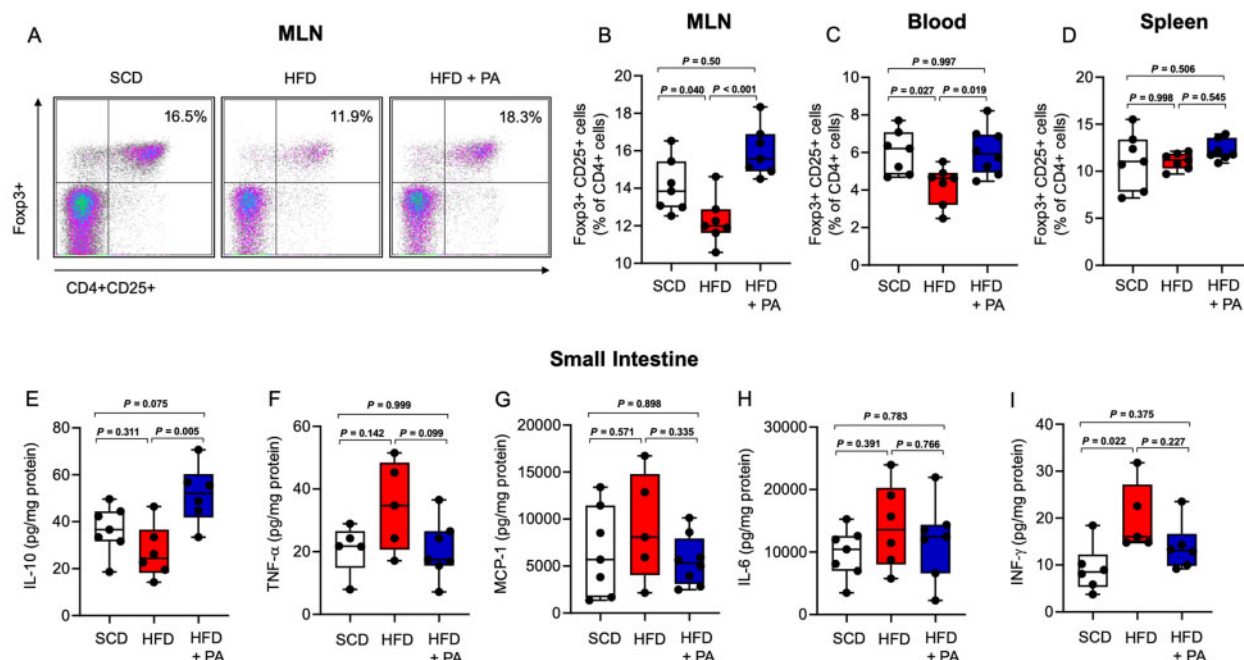 MLN
Blood
Spleen
A
MLN
SCD
HFD
HFD + PA
16.5%
11.9%
18.3%
Foxp3+
CD4+CD25+
B
P = 0.50
P = 0.040
P < 0.001
Foxp3+ CD25+ cells
(% of CD4+ cells)
16
18
16
14
12
10
SCD
HFD
HFD
+ PA
C
P = 0.997
P = 0.027
P = 0.019
Foxp3+ CD25+ cells
(% of CD4+ cells)
10
8
6
4
2
0
SCD
HFD
HFD
+ PA
D
P = 0.506
P = 0.998
P = 0.545
Foxp3+ CD25+ cells
(% of CD4+ cells)
20
15
10
5
0
SCD
HFD
HFD
+ PA
Small Intestine
E
P = 0.075
P = 0.311
P = 0.005
IL-10 (pg/mg protein)
80
60
40
20
0
SCD
HFD
HFD
+ PA
F
P = 0.999
P = 0.142
P = 0.099
TNF-α (pg/mg protein)
60
40
20
0
SCD
HFD
HFD
+ PA
G
P = 0.898
P = 0.571
P = 0.335
MCP-1 (pg/mg protein)
20000
15000
10000
5000
0
SCD
HFD
HFD
+ PA
H
P = 0.783
P = 0.391
P = 0.766
IL-6 (pg/mg protein)
30000
20000
10000
0
SCD
HFD
HFD
+ PA
I
P = 0.375
P = 0.022
P = 0.227
INF-γ (pg/mg protein)
40
30
20
10
0
SCD
HFD
HFD
+ PA